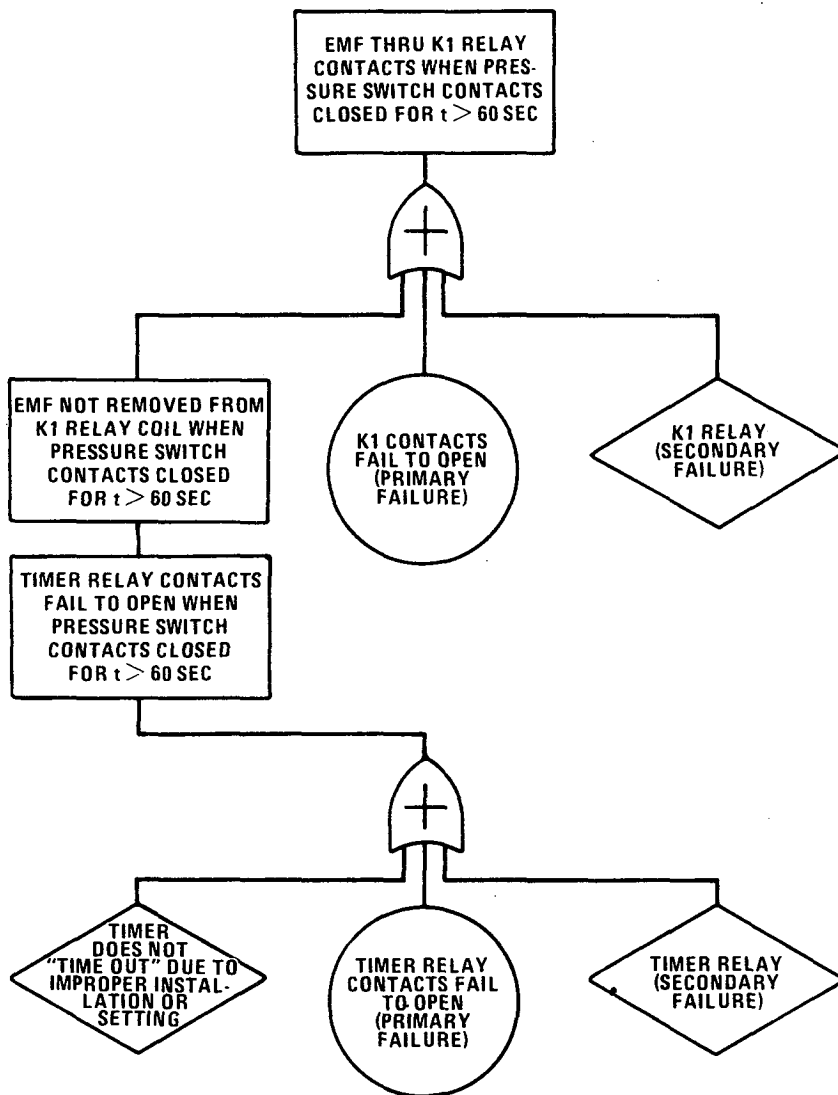 EMF THRU K1 RELAY
CONTACTS WHEN PRES-
SURE SWITCH CONTACTS
CLOSED FOR t > 60 SEC
EMF NOT REMOVED FROM
K1 RELAY COIL WHEN
PRESSURE SWITCH
CONTACTS CLOSED
FOR t > 60 SEC
K1 CONTACTS
FAIL TO OPEN
(PRIMARY
FAILURE)
K1 RELAY
(SECONDARY
FAILURE)
TIMER RELAY CONTACTS
FAIL TO OPEN WHEN
PRESSURE SWITCH
CONTACTS CLOSED
FOR t > 60 SEC
TIMER
DOES NOT
"TIME OUT" DUE TO
IMPROPER INSTAL-
LATION OR
SETTING
TIMER RELAY
CONTACTS FAIL
TO OPEN
(PRIMARY
FAILURE)
TIMER RELAY
(SECONDARY
FAILURE)